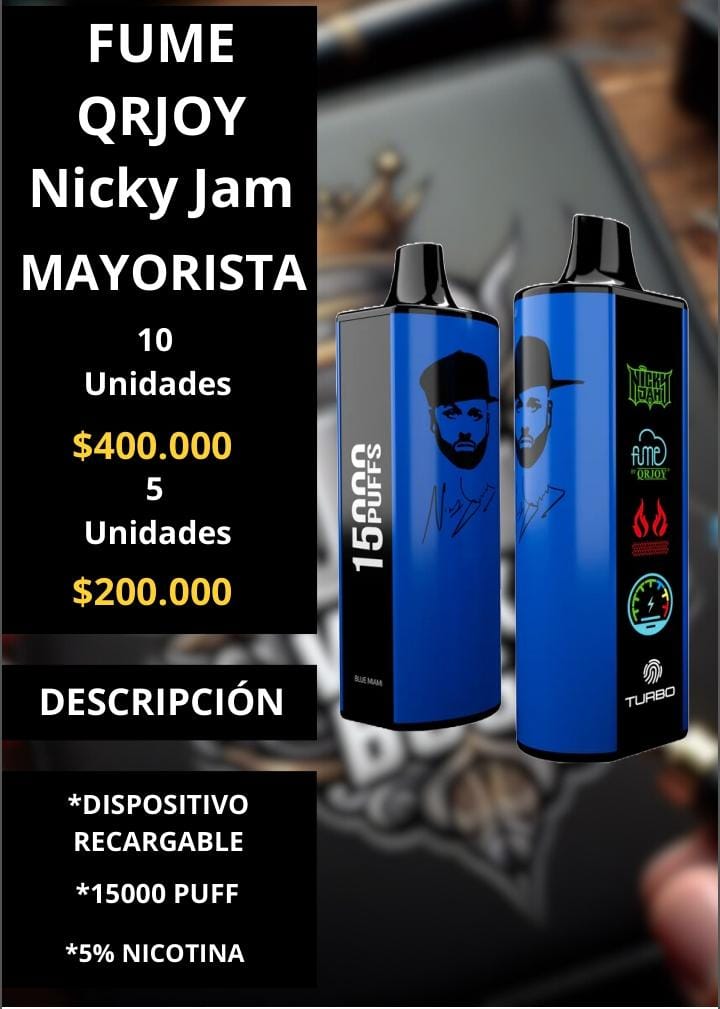 FUME
QRJOY
Nicky Jam
MAYORISTA
10
Unidades
$400.000
5
Unidades
$200.000
DESCRIPCIÓN
*DISPOSITIVO
RECARGABLE
*15000 PUFF
*5% NICOTINA
15000
PUFFS
BLUE MIAMI
NICKY
JAM
fume
BY QRJOY
TURBO